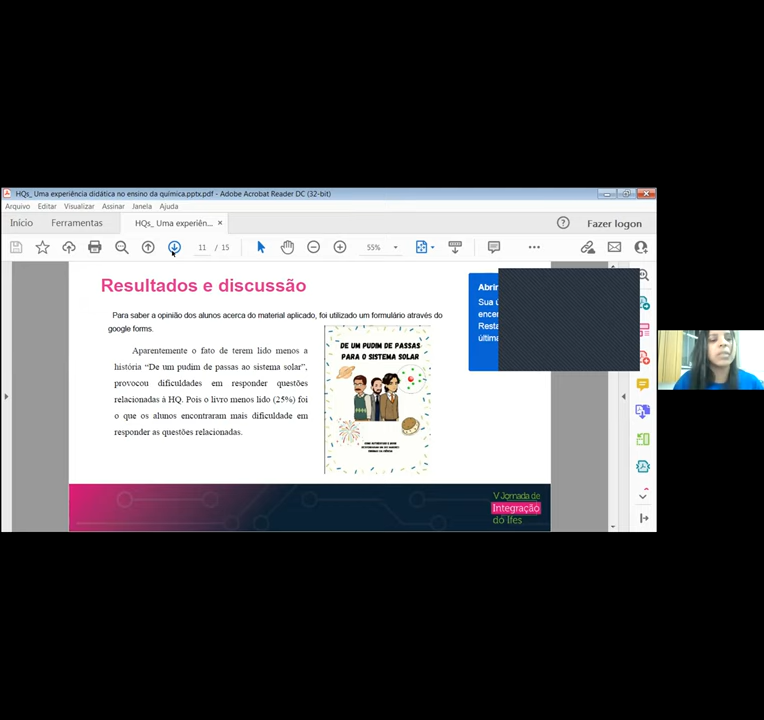 HQs_ Uma experiência didática no ensino da química.pptx.pdf - Adobe Acrobat Reader DC (32-bit)
Arquivo Editar Visualizar Assinar Janela Ajuda
Início Ferramentas HQs_ Uma experiên... × Fazer logon
11 / 15 55%
Resultados e discussão
Para saber a opinião dos alunos acerca do material aplicado, foi utilizado um formulário através do
google forms.
Aparentemente o fato de terem lido menos a
história “De um pudim de passas ao sistema solar”,
provocou dificuldades em responder questões
relacionadas à HQ. Pois o livro menos lido (25%) foi
o que os alunos encontraram mais dificuldade em
responder as questões relacionadas.
DE UM PUDIM DE PASSAS
PARA O SISTEMA SOLAR
Abrir
Sua
encer
Resta
última
V Jornada de
Integração
do Ifes